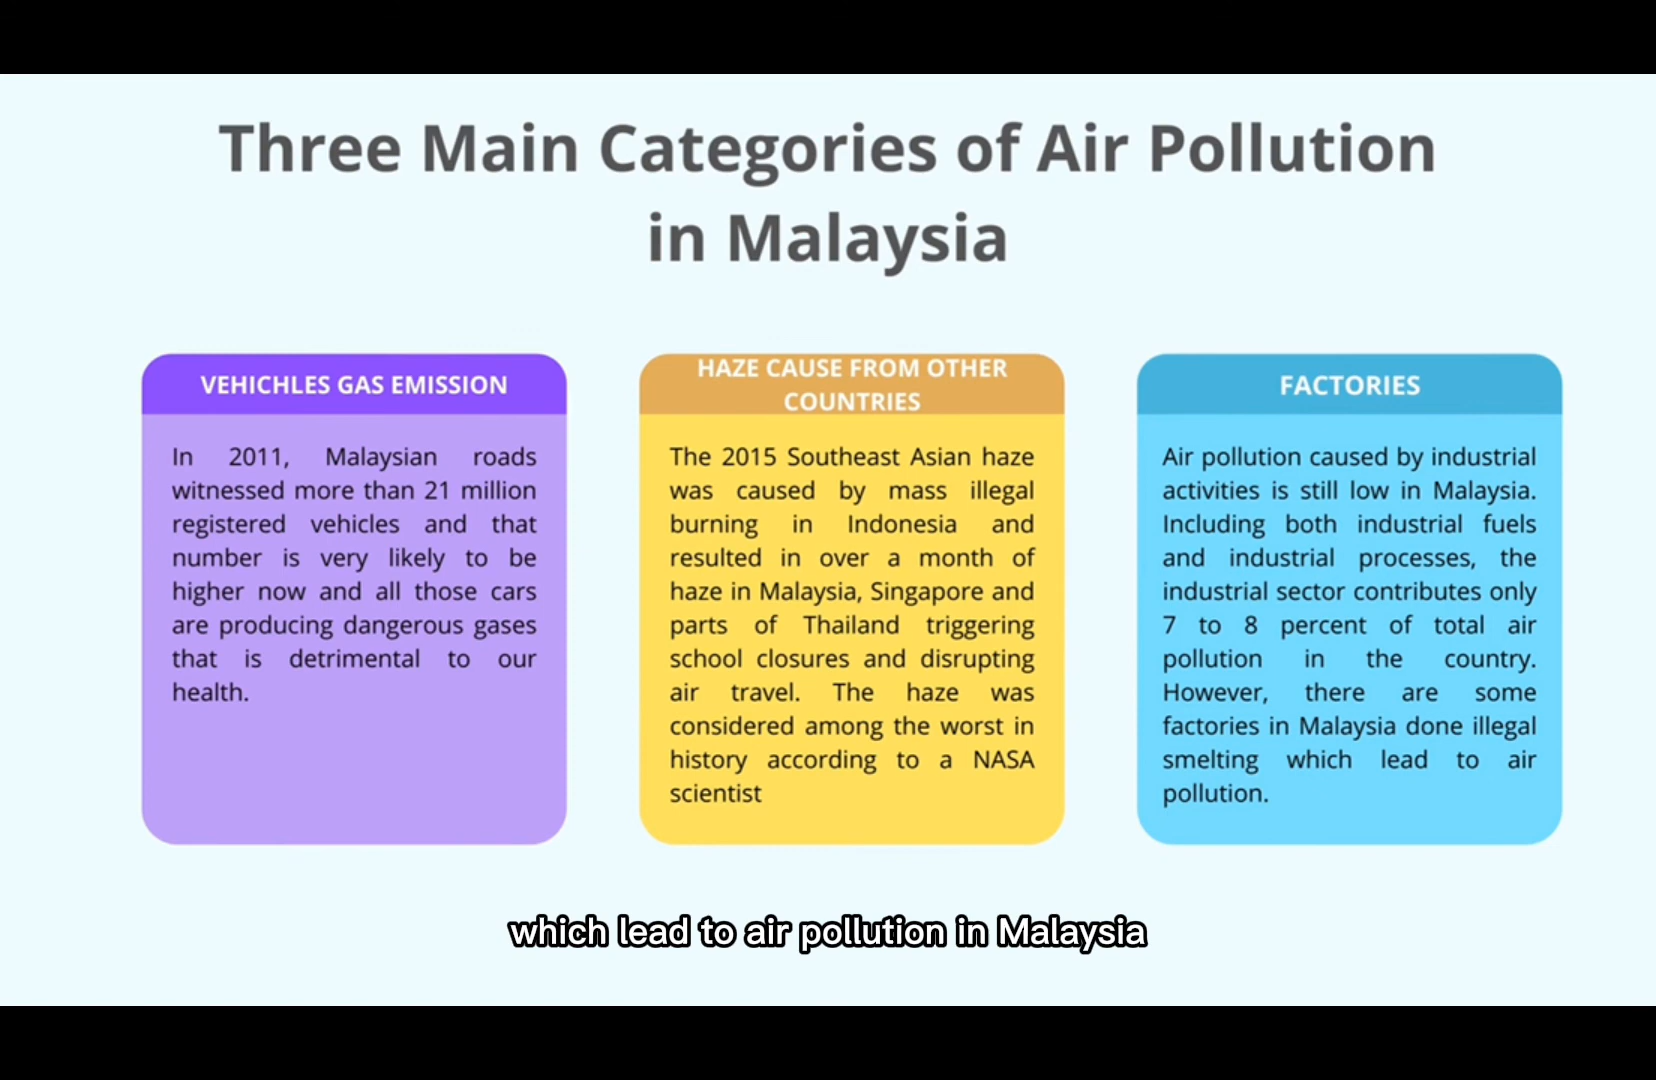 Three Main Categories of Air Pollution
in Malaysia
VEHICHLES GAS EMISSION
In 2011, Malaysian roads
witnessed more than 21 million
registered vehicles and that
number is very likely to be
higher now and all those cars
are producing dangerous gases
that is detrimental to our
health.
HAZE CAUSE FROM OTHER
COUNTRIES
The 2015 Southeast Asian haze
was caused by mass illegal
burning in Indonesia and
resulted in over a month of
haze in Malaysia, Singapore and
parts of Thailand triggering
school closures and disrupting
air travel. The haze was
considered among the worst in
history according to a NASA
scientist
FACTORIES
Air pollution caused by industrial
activities is still low in Malaysia.
Including both industrial fuels
and industrial processes, the
industrial sector contributes only
7 to 8 percent of total air
pollution in the country.
However, there are some
factories in Malaysia done illegal
smelting which lead to air
pollution.
which lead to air pollution in Malaysia